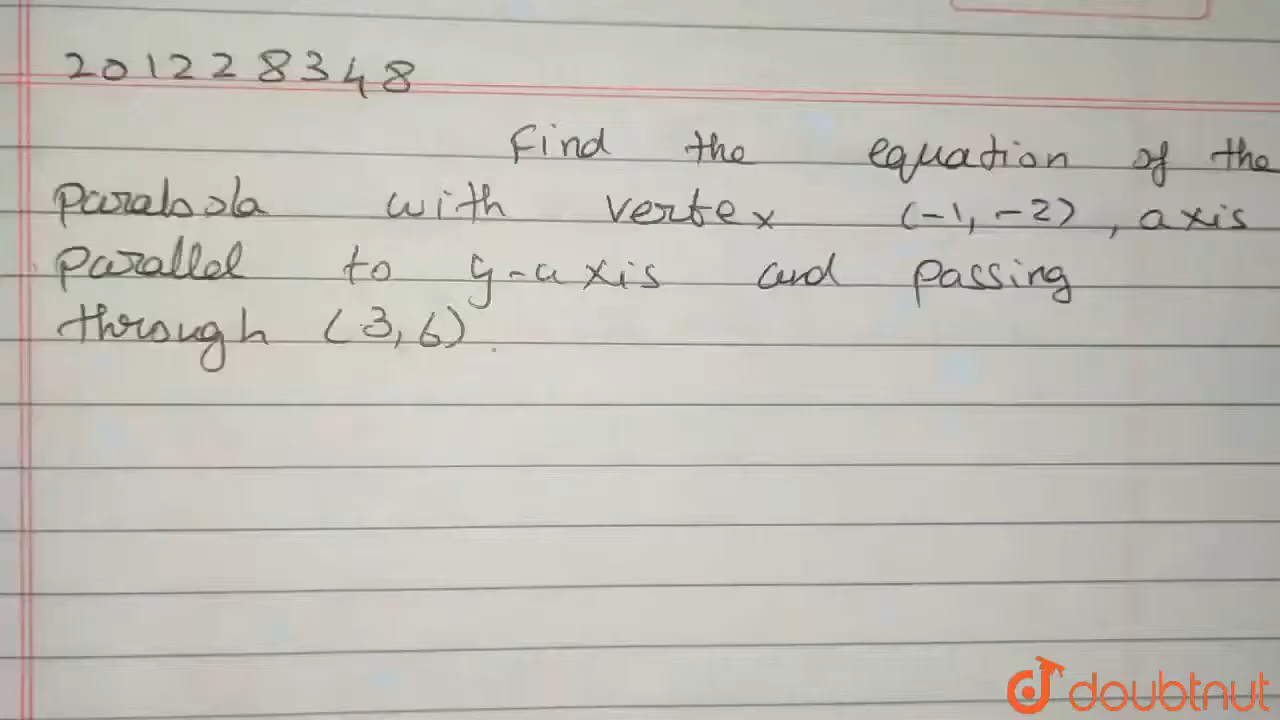 201228348
Find the equation of the
parabola with vertex (-1, -2), axis
parallel to y-axis and passing
through (3, 6).
doubtnut